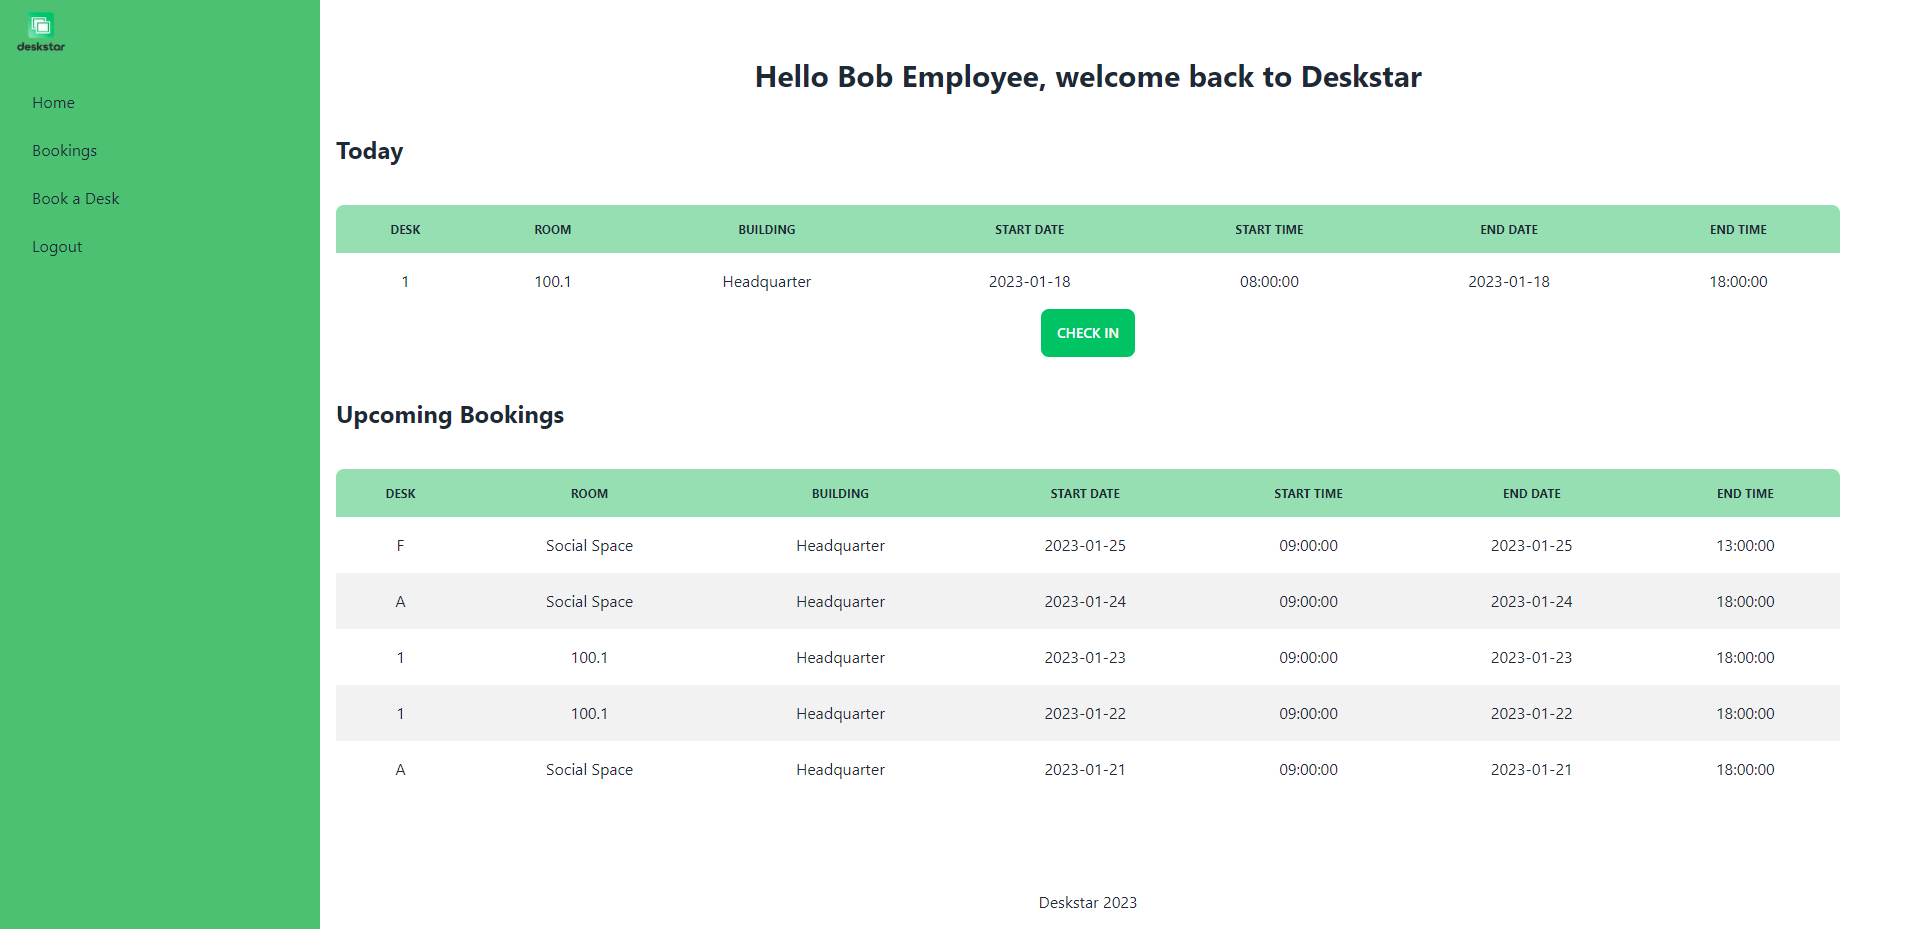 deskstar
Home
Bookings
Book a Desk
Logout
Hello Bob Employee, welcome back to Deskstar
Today
DESK ROOM BUILDING START DATE START TIME END DATE END TIME
1 100.1 Headquarter 2023-01-18 08:00:00 2023-01-18 18:00:00
CHECK IN
Upcoming Bookings
DESK ROOM BUILDING START DATE START TIME END DATE END TIME
F Social Space Headquarter 2023-01-25 09:00:00 2023-01-25 13:00:00
A Social Space Headquarter 2023-01-24 09:00:00 2023-01-24 18:00:00
1 100.1 Headquarter 2023-01-23 09:00:00 2023-01-23 18:00:00
1 100.1 Headquarter 2023-01-22 09:00:00 2023-01-22 18:00:00
A Social Space Headquarter 2023-01-21 09:00:00 2023-01-21 18:00:00
Deskstar 2023